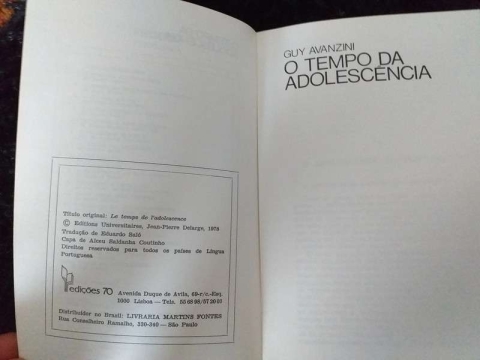 Título original: Le temps de l'adolescence
© Editions Universitaires, Jean-Pierre Delarge, 1978
Tradução de Eduardo Saló
Capa de Alceu Saldanha Coutinho
Direitos reservados para todos os países de Língua
Portuguesa
edições 70 Avenida Duque de Avila, 69-r/c.-Esq.
1000 Lisboa — Tels. 55 68 98/57 20 01
Distribuidor no Brasil: LIVRARIA MARTINS FONTES
Rua Conselheiro Ramalho, 330-340 — São Paulo
GUY AVANZINI
O TEMPO DA
ADOLESCÊNCIA